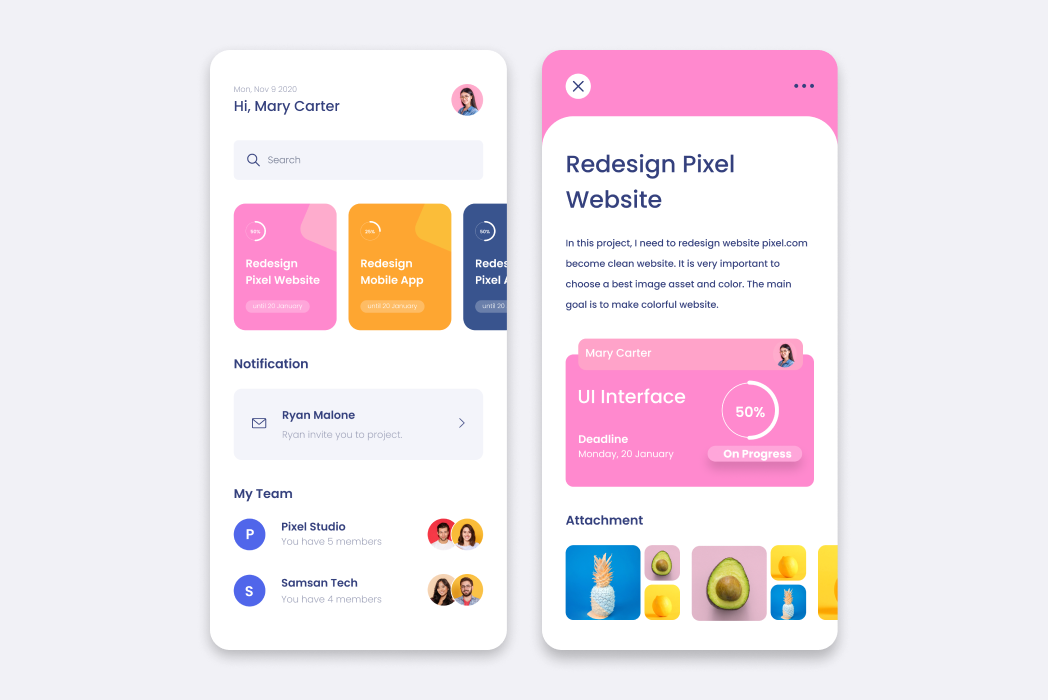 Mon, Nov 9 2020
Hi, Mary Carter
Search
Redesign
Pixel Website
until 20 January
25%
Redesign
Mobile App
until 20 January
50%
Redes
Pixel A
until 20
Notification
Ryan Malone
Ryan invite you to project.
My Team
P
Pixel Studio
You have 5 members
S
Samsan Tech
You have 4 members
Redesign Pixel
Website
In this project, I need to redesign website pixel.com
become clean website. It is very important to
choose a best image asset and color. The main
goal is to make colorful website.
Mary Carter
UI Interface
50%
Deadline
Monday, 20 January
On Progress
Attachment